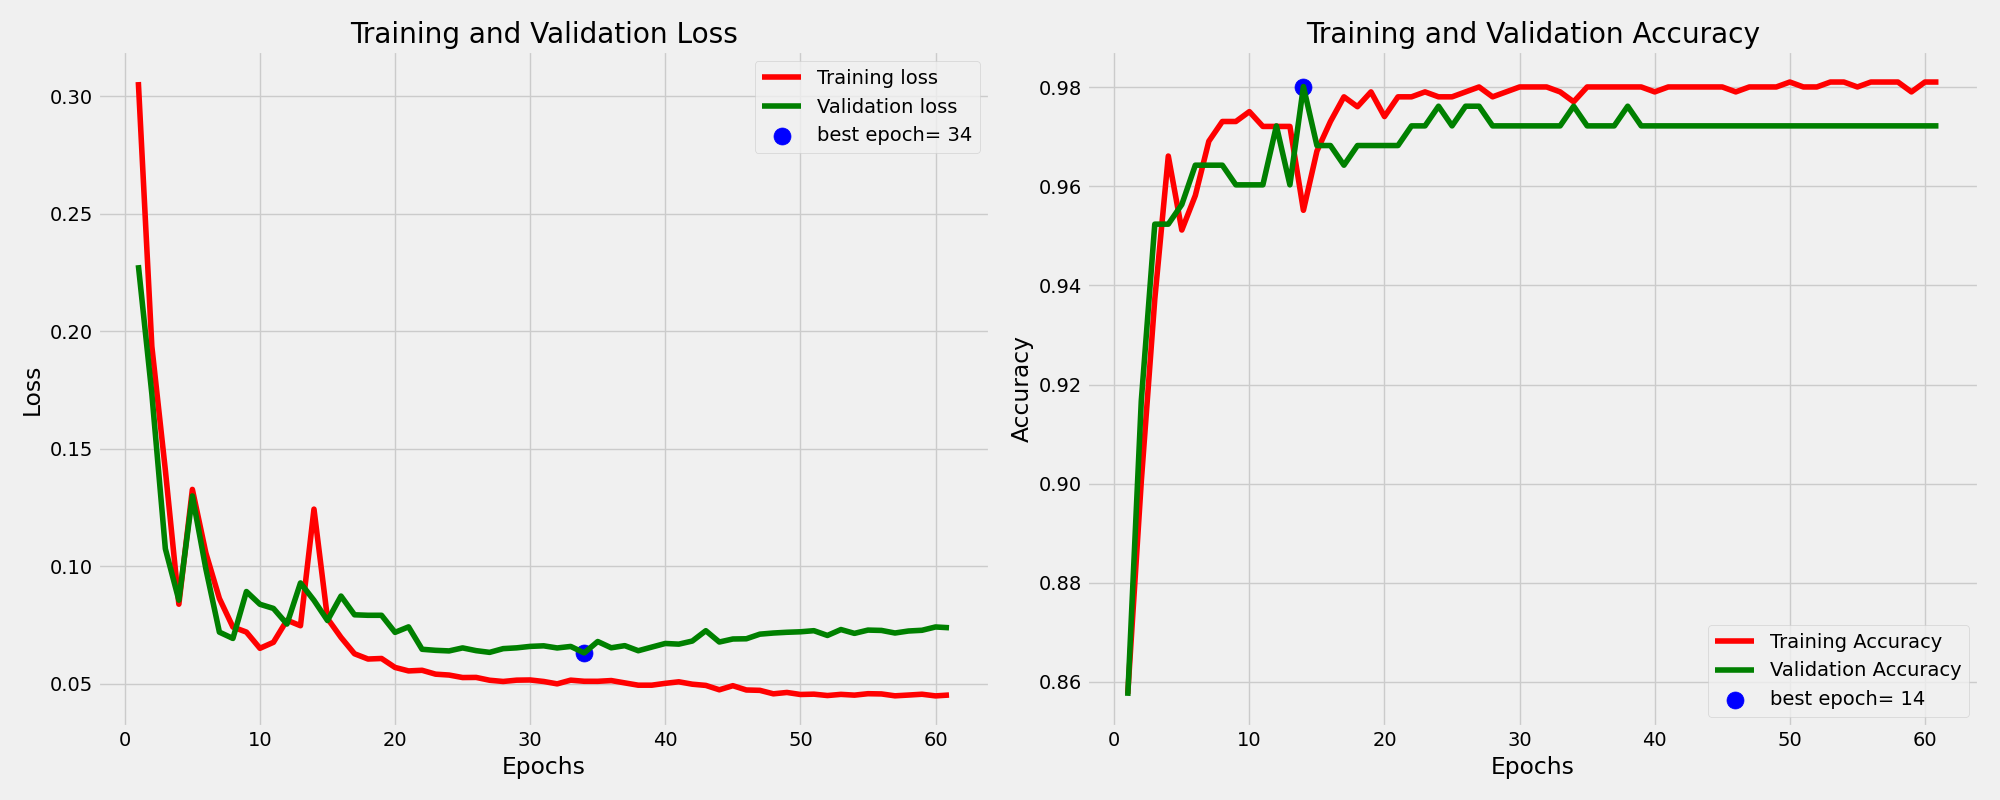 Training and Validation Loss
Training loss
Validation loss
best epoch= 34
0.30
0.25
0.20
0.15
0.10
0.05
Loss
0 10 20 30 40 50 60
Epochs
Training and Validation Accuracy
0.98
0.96
0.94
0.92
0.90
0.88
0.86
Accuracy
Training Accuracy
Validation Accuracy
best epoch= 14
0 10 20 30 40 50 60
Epochs